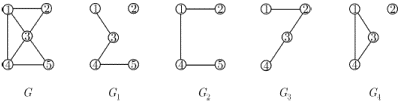 ① ② ① ② ① ② ① ② ① ②
③ ③ ③ ③
④ ⑤ ④ ⑤ ④ ⑤ ④ ④
G G₁ G₂ G₃ G₄